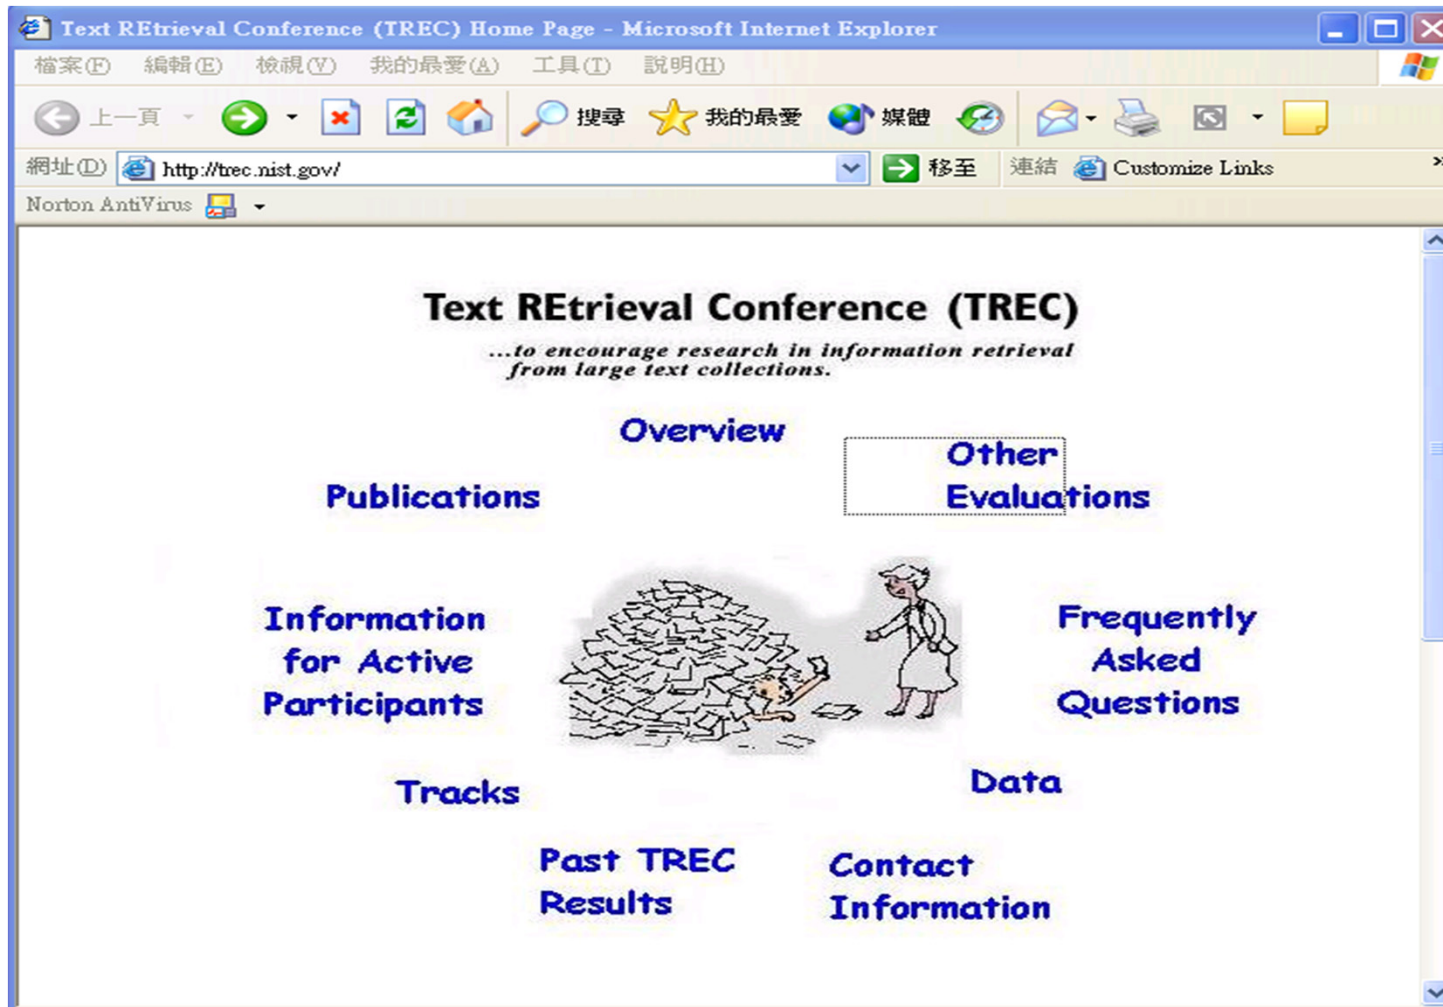 Text REtrieval Conference (TREC) Home Page - Microsoft Internet Explorer
檔案(F) 編輯(E) 檢視(V) 我的最愛(A) 工具(T) 說明(H)
上一頁 搜尋 我的最愛 媒體
網址(D) http://trec.nist.gov/ 移至 連結 Customize Links »
Norton AntiVirus
Text REtrieval Conference (TREC)
...to encourage research in information retrieval
from large text collections.
Overview
Other
Evaluations
Publications
Information
for Active
Participants
Frequently
Asked
Questions
Tracks
Data
Past TREC
Results
Contact
Information